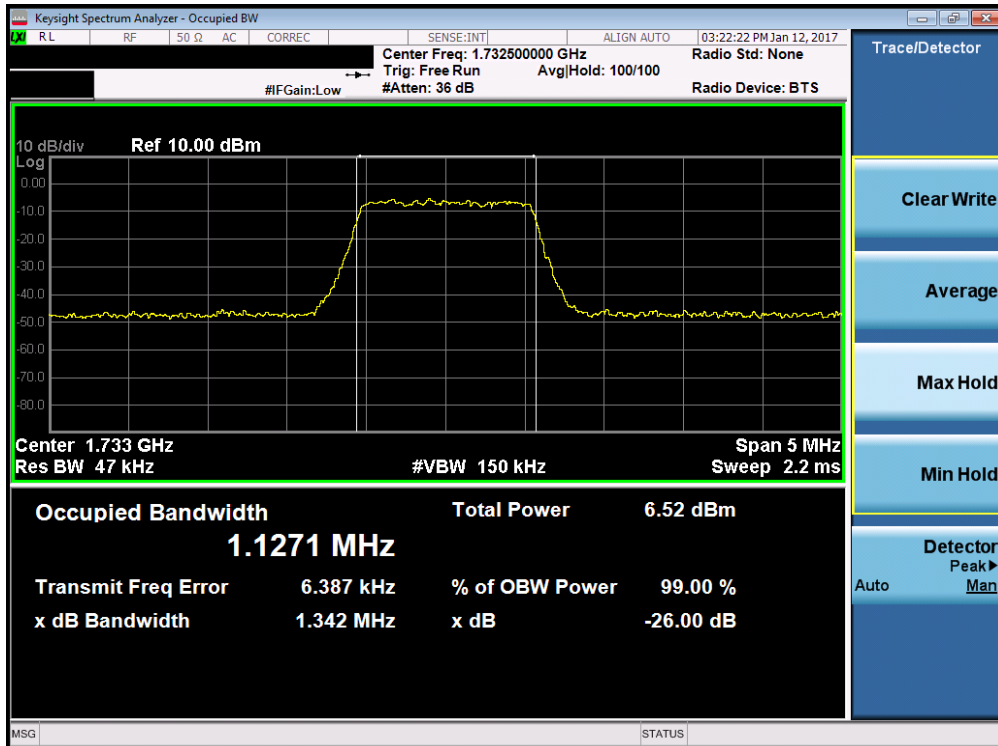 Keysight Spectrum Analyzer - Occupied BW
LXI RL RF 50 Ω AC CORREC SENSE:INT ALIGN AUTO 03:22:22 PM Jan 12, 2017
Center Freq: 1.732500000 GHz Radio Std: None
Trig: Free Run Avg|Hold: 100/100
#IFGain:Low #Atten: 36 dB Radio Device: BTS
10 dB/div Ref 10.00 dBm
Log
0.00
-10.0
-20.0
-30.0
-40.0
-50.0
-60.0
-70.0
-80.0
Center 1.733 GHz Span 5 MHz
Res BW 47 kHz #VBW 150 kHz Sweep 2.2 ms
Occupied Bandwidth Total Power 6.52 dBm
1.1271 MHz
Transmit Freq Error 6.387 kHz % of OBW Power 99.00 %
x dB Bandwidth 1.342 MHz x dB -26.00 dB
MSG STATUS
Trace/Detector
Clear Write
Average
Max Hold
Min Hold
Detector
Peak▶
Auto Man